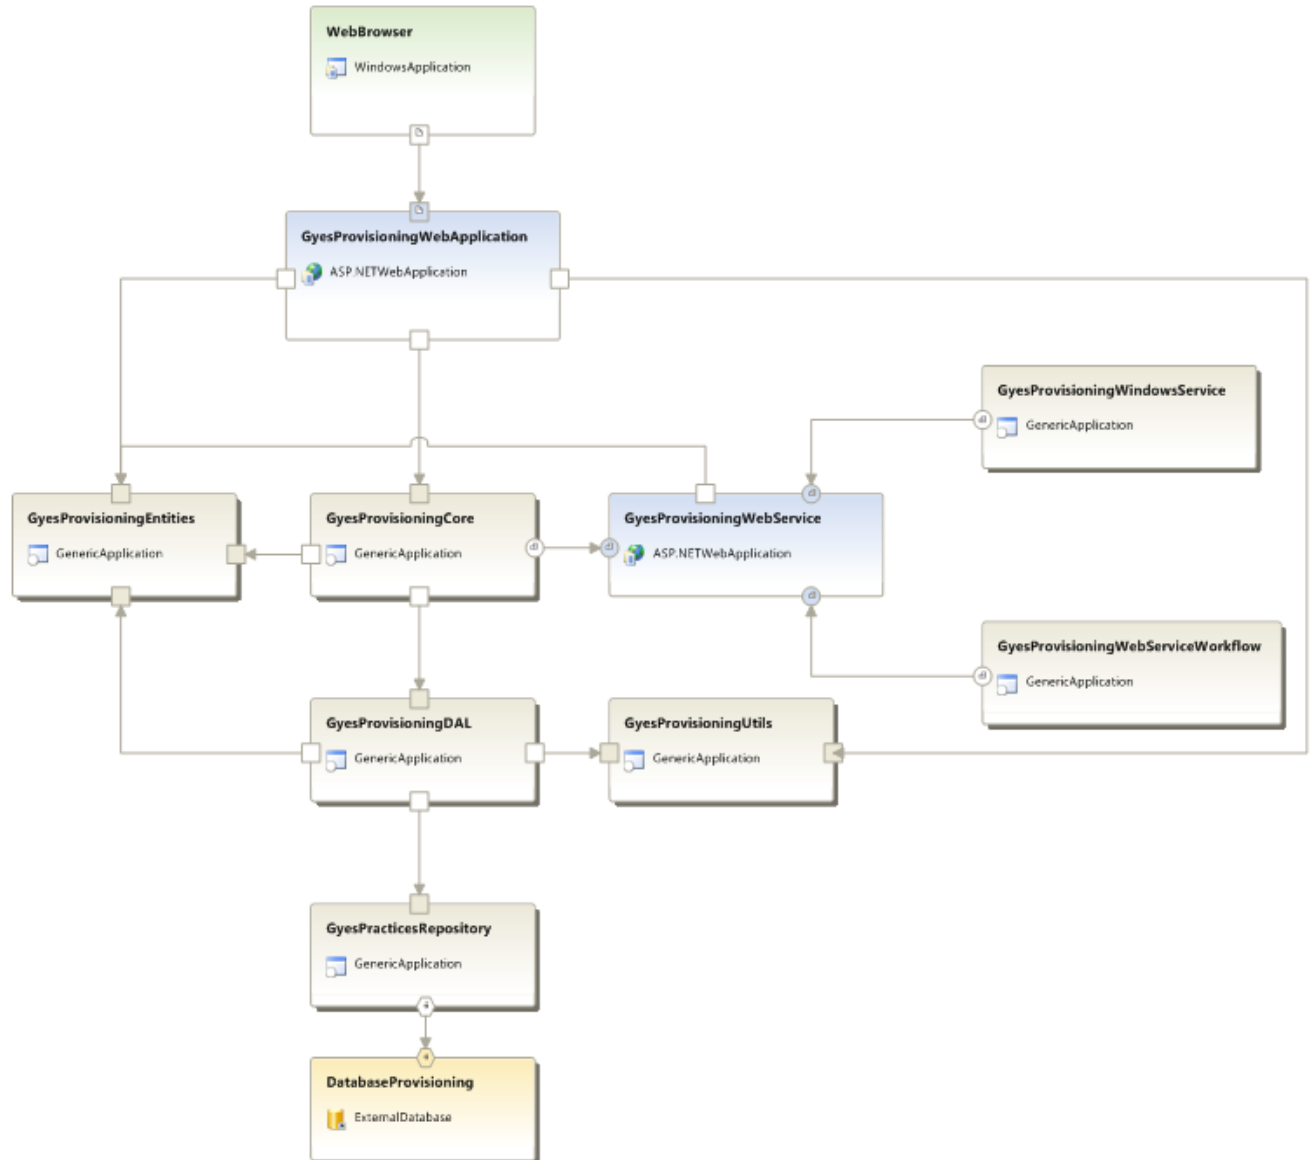 WebBrowser
WindowsApplication
GyesProvisioningWebApplication
ASP.NETWebApplication
GyesProvisioningWindowsService
GenericApplication
GyesProvisioningEntities
GenericApplication
GyesProvisioningCore
GenericApplication
GyesProvisioningWebService
ASP.NETWebApplication
GyesProvisioningWebServiceWorkflow
GenericApplication
GyesProvisioningDAL
GenericApplication
GyesProvisioningUtils
GenericApplication
GyesPracticesRepository
GenericApplication
DatabaseProvisioning
ExternalDatabase